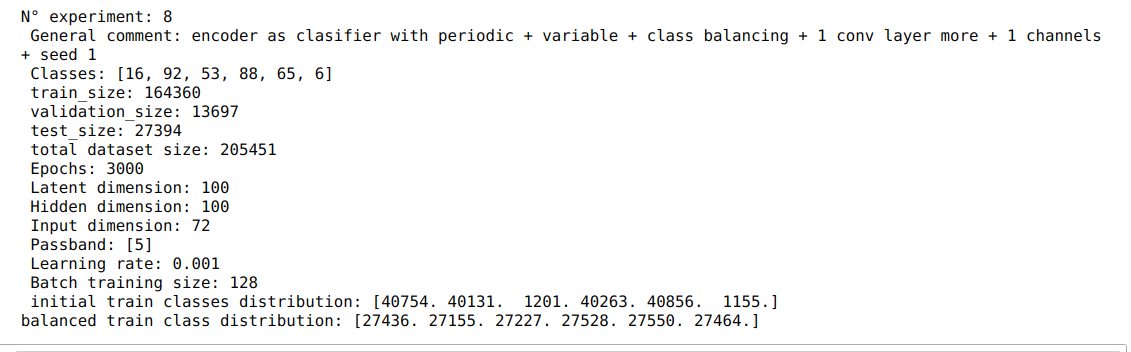 N° experiment: 8
General comment: encoder as clasifier with periodic + variable + class balancing + 1 conv layer more + 1 channels
+ seed 1
Classes: [16, 92, 53, 88, 65, 6]
train_size: 164360
validation_size: 13697
test_size: 27394
total dataset size: 205451
Epochs: 3000
Latent dimension: 100
Hidden dimension: 100
Input dimension: 72
Passband: [5]
Learning rate: 0.001
Batch training size: 128
initial train classes distribution: [40754. 40131.  1201. 40263. 40856.  1155.]
balanced train class distribution: [27436. 27155. 27227. 27528. 27550. 27464.]